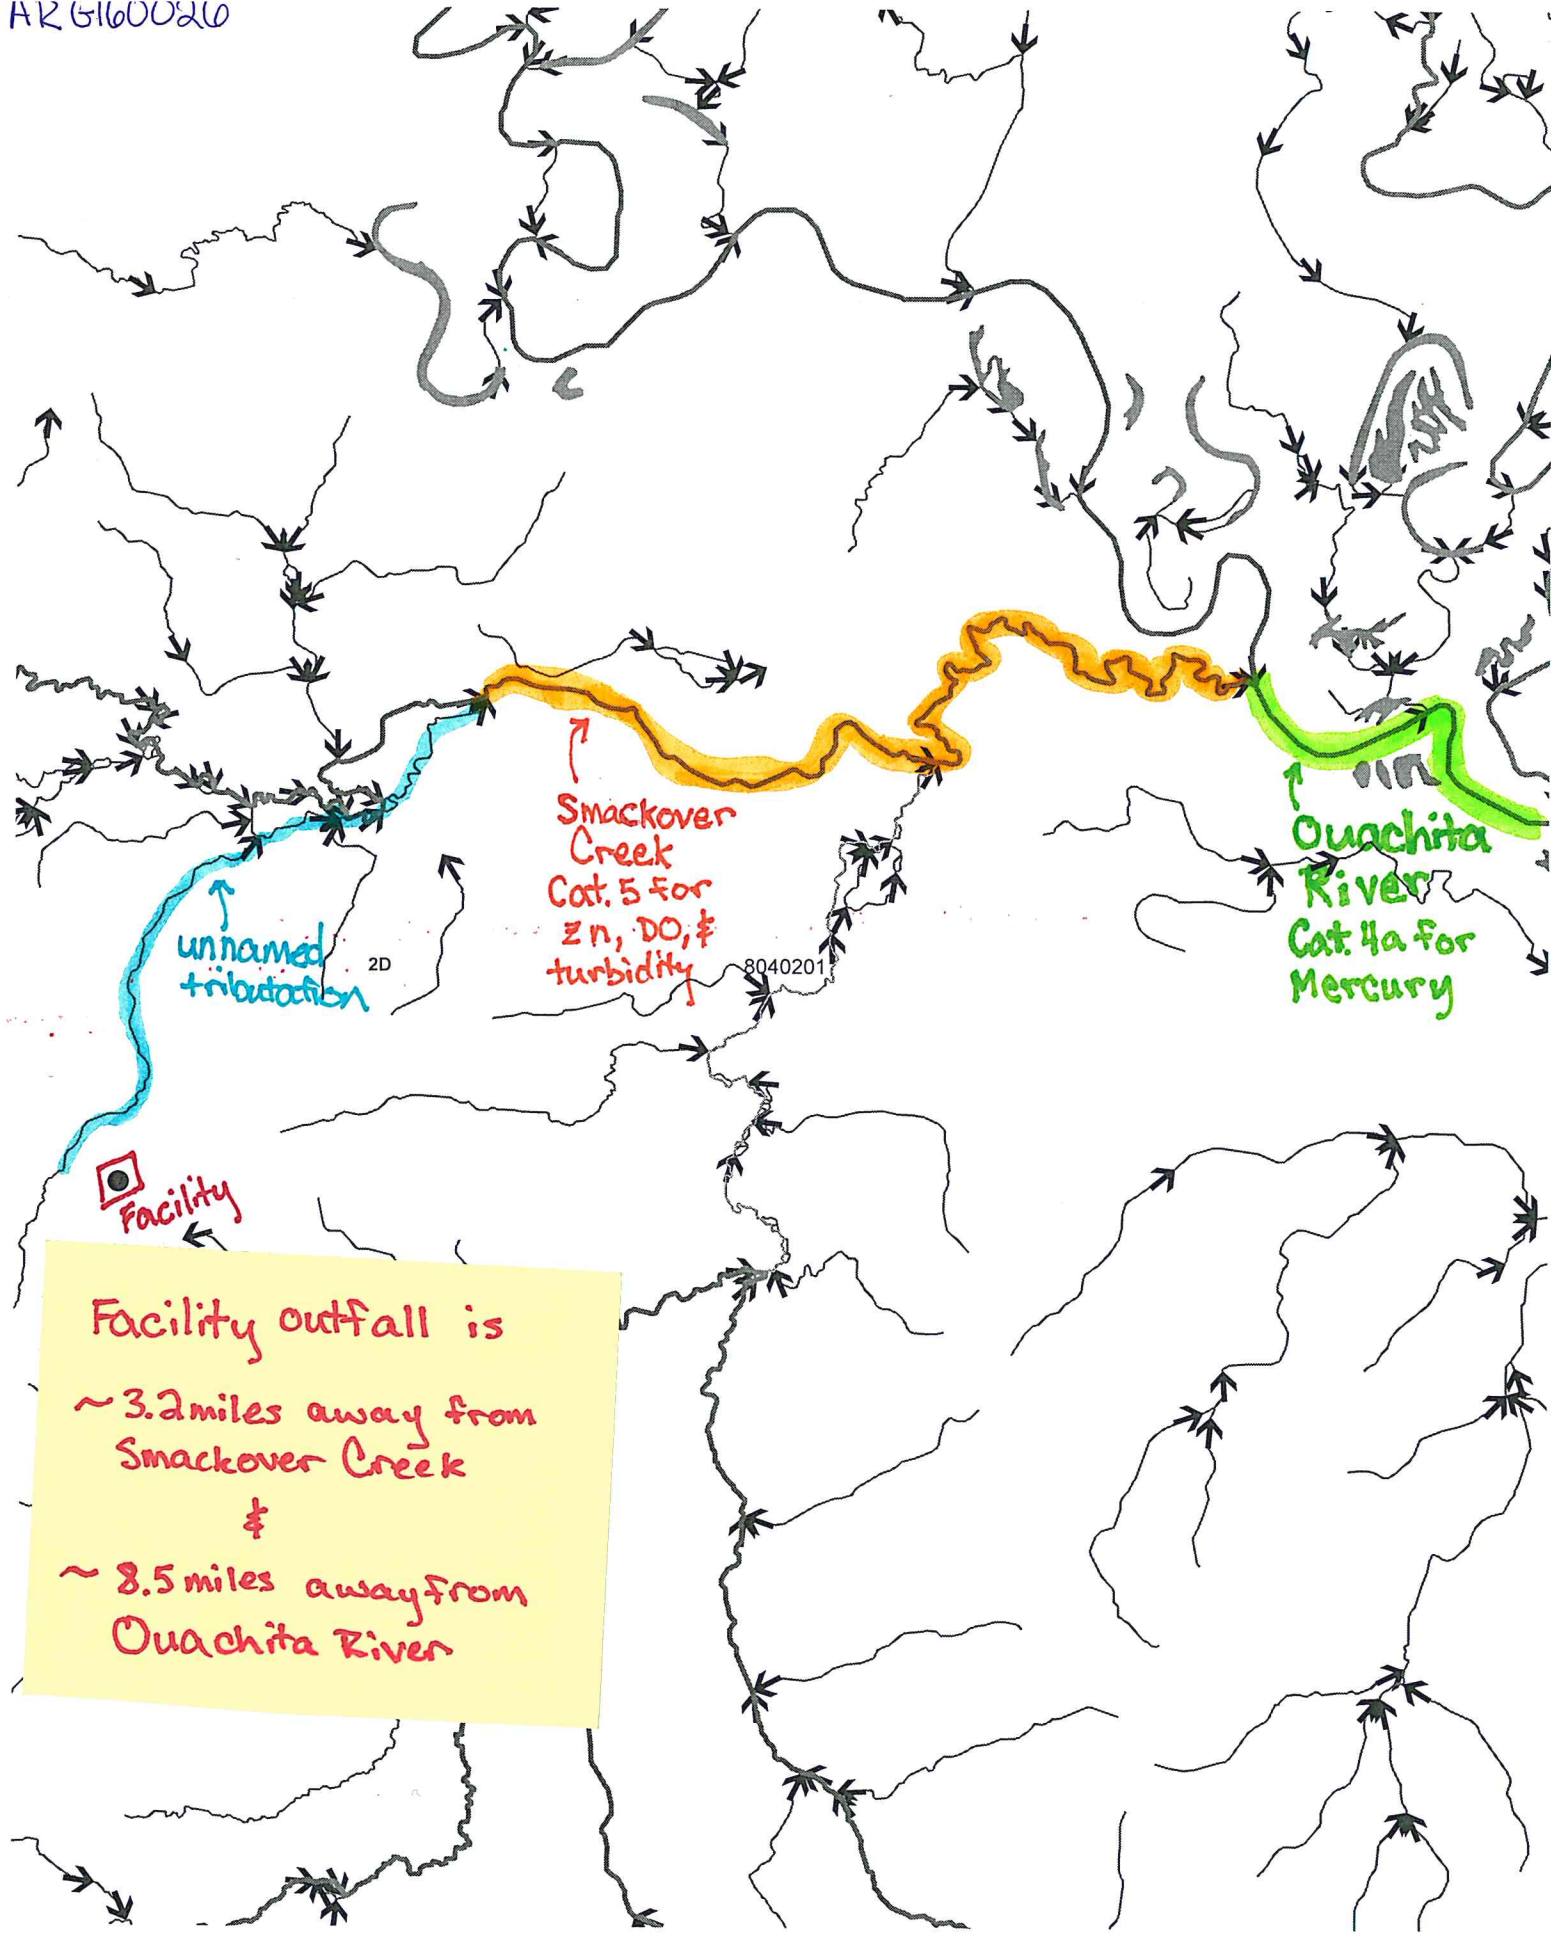 ARG160026
Smackover
Creek
Cat. 5 for
Zn, DO, &
turbidity
Ouachita
River
Cat. 4a for
Mercury
unnamed
tributation
2D
8040201
Facility
Facility outfall is
~ 3.2 miles away from
Smackover Creek
&
~ 8.5 miles away from
Ouachita River